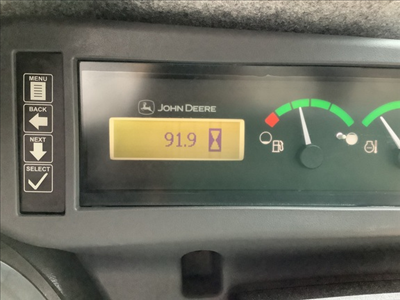 MENU
BACK
NEXT
SELECT
JOHN DEERE
91.9